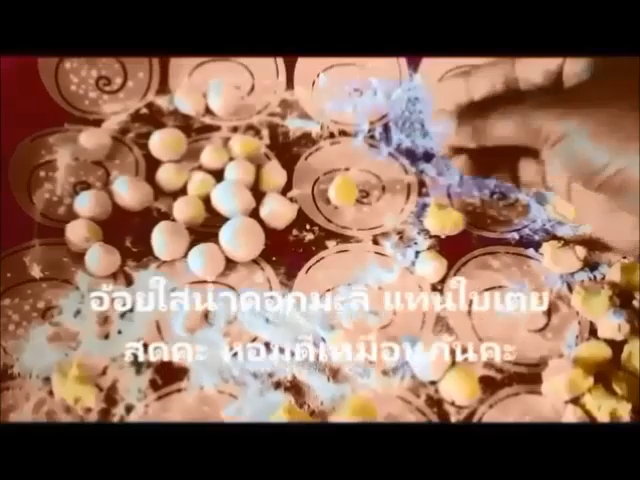 อ้อยใส่น้ำดอกมะลิ แทนใบเตย
สดค่ะ หอมดีเหมือนกันค่ะ